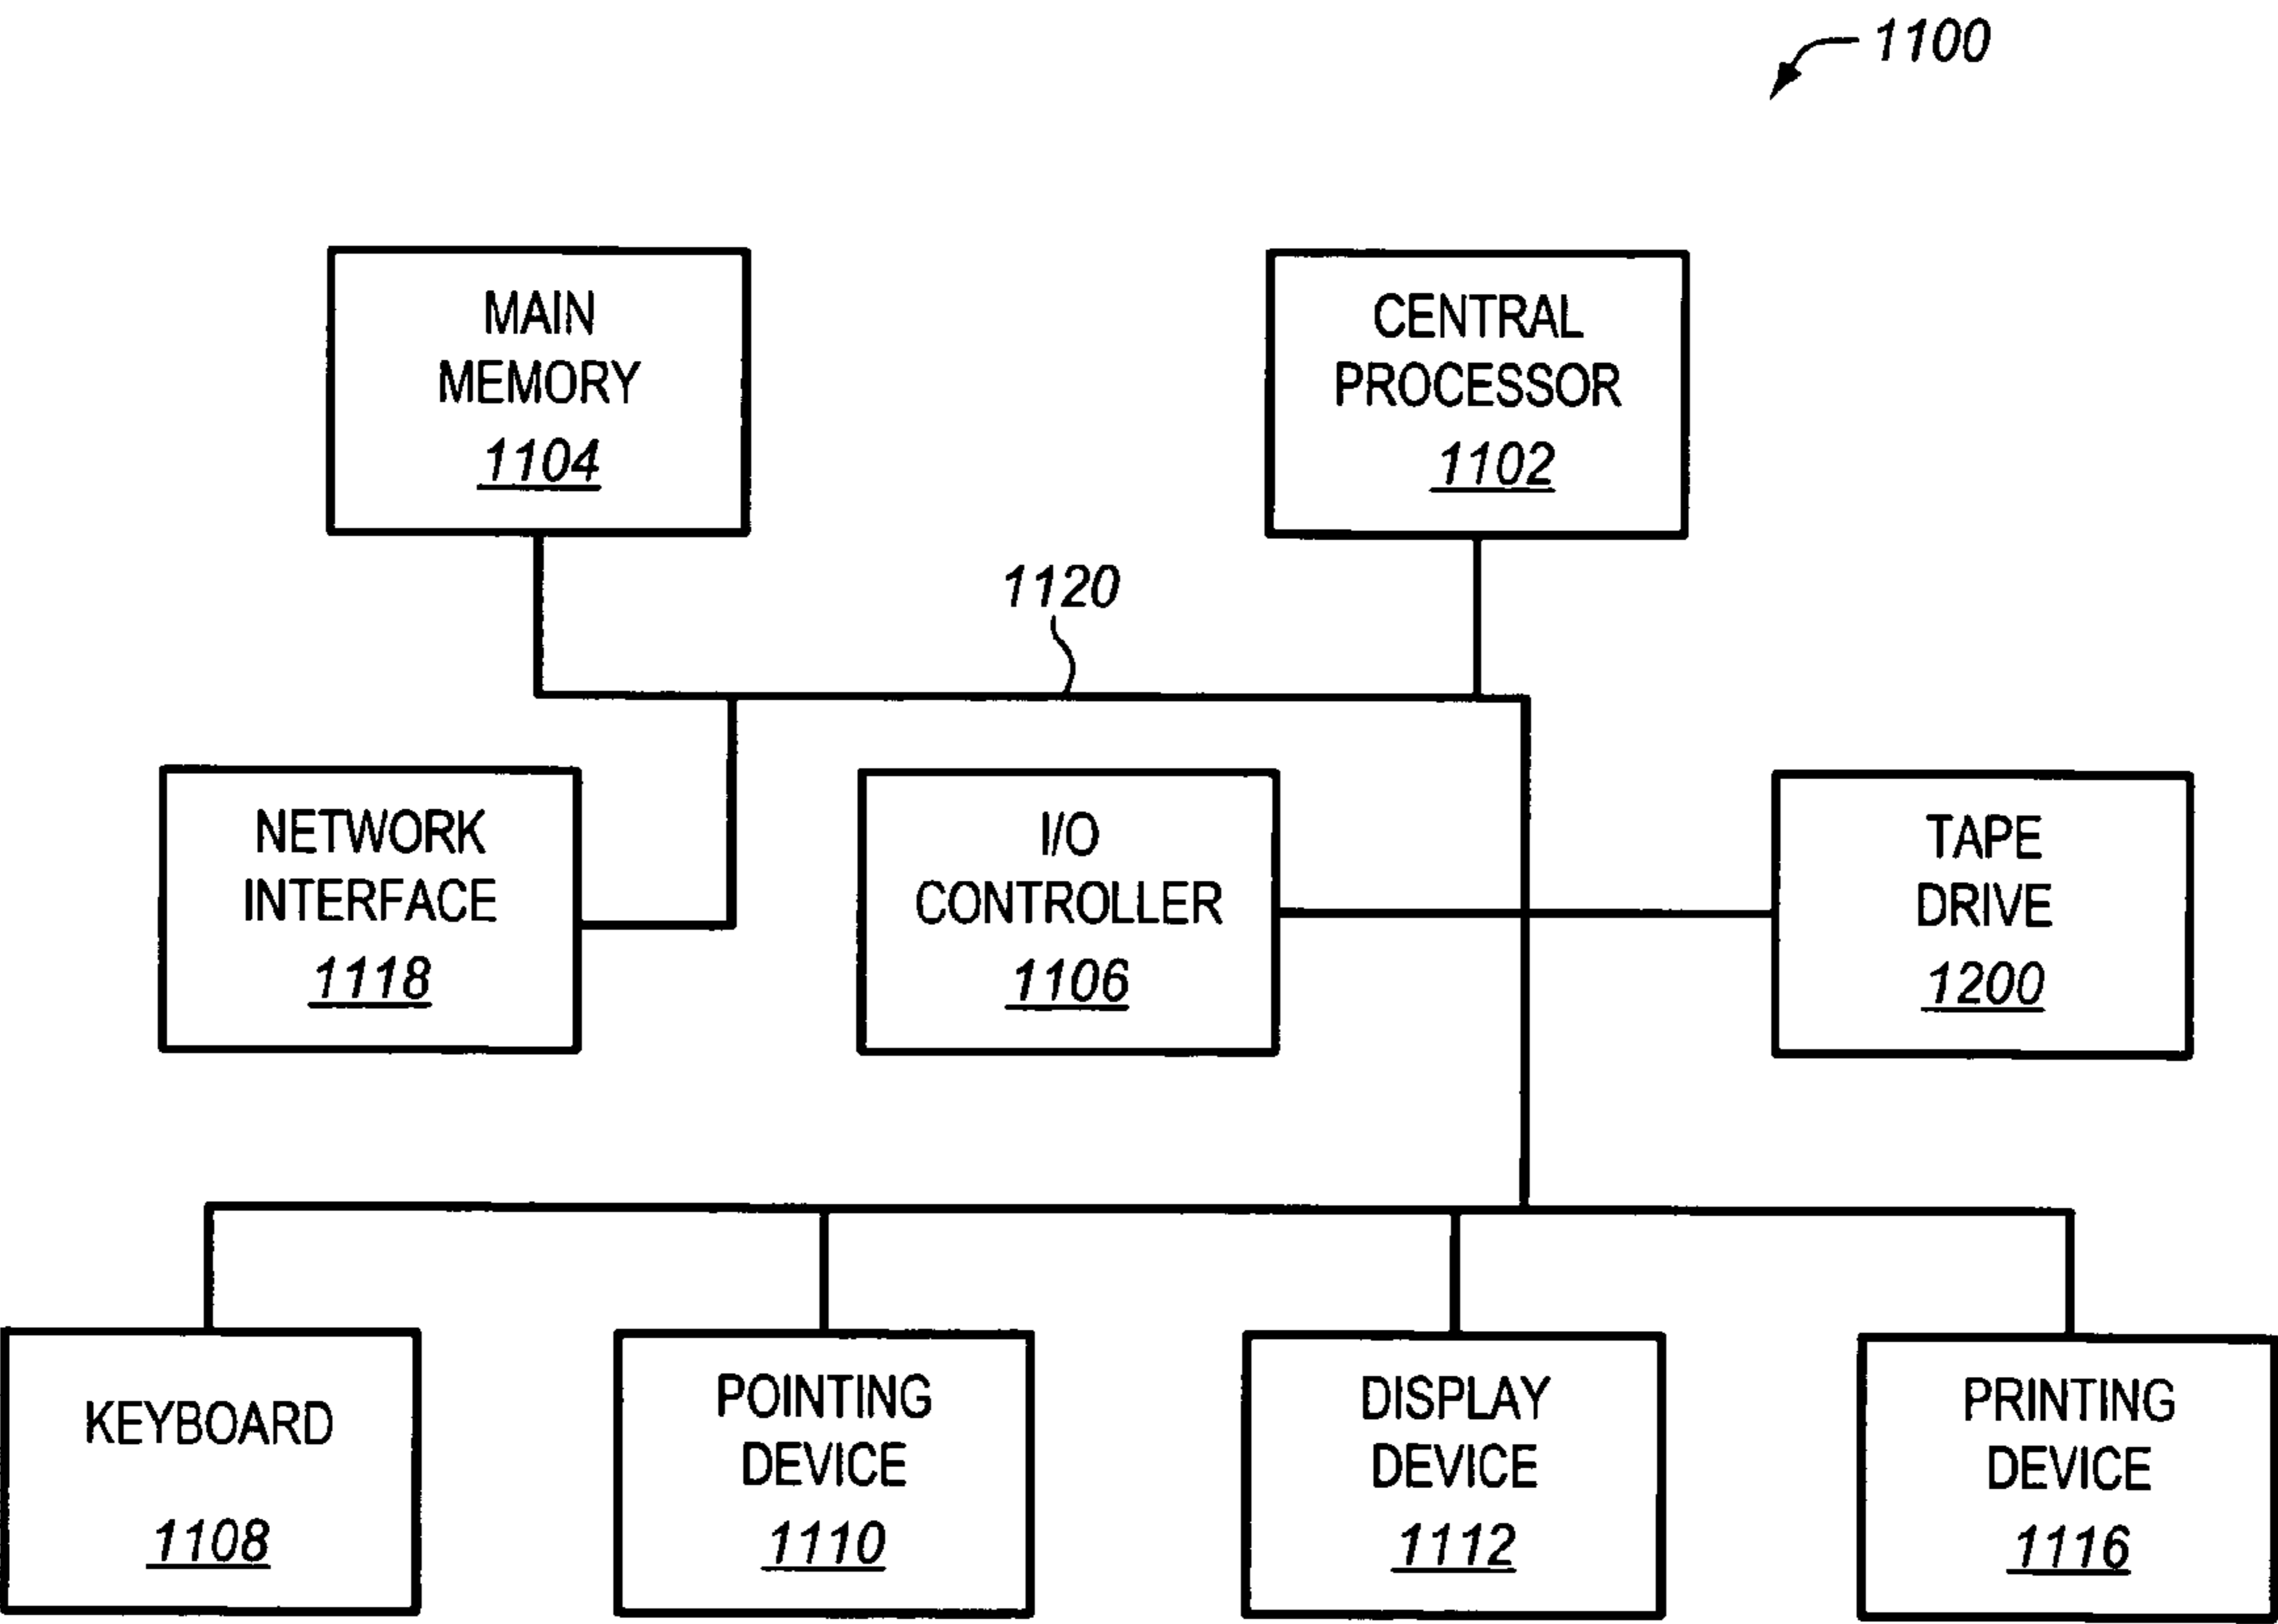 1100
MAIN
MEMORY
1104
CENTRAL
PROCESSOR
1102
1120
NETWORK
INTERFACE
1118
I/O
CONTROLLER
1106
TAPE
DRIVE
1200
KEYBOARD
1108
POINTING
DEVICE
1110
DISPLAY
DEVICE
1112
PRINTING
DEVICE
1116